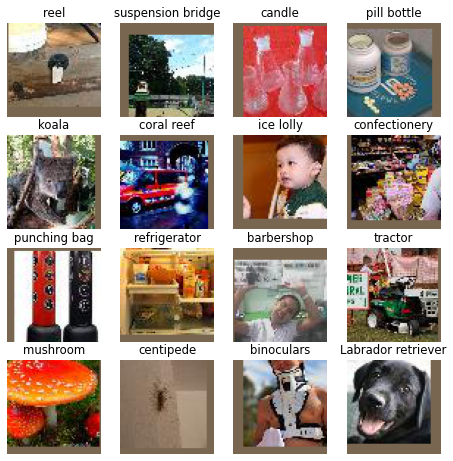 reel
suspension bridge
candle
pill bottle
koala
coral reef
ice lolly
confectionery
punching bag
refrigerator
barbershop
tractor
mushroom
centipede
binoculars
Labrador retriever